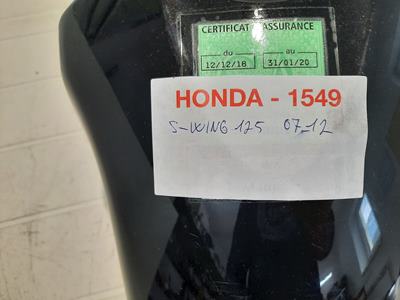 CERTIFICAT D'ASSURANCE
du au
12/12/18 31/01/20
HONDA - 1549
S-WING 125 07-12